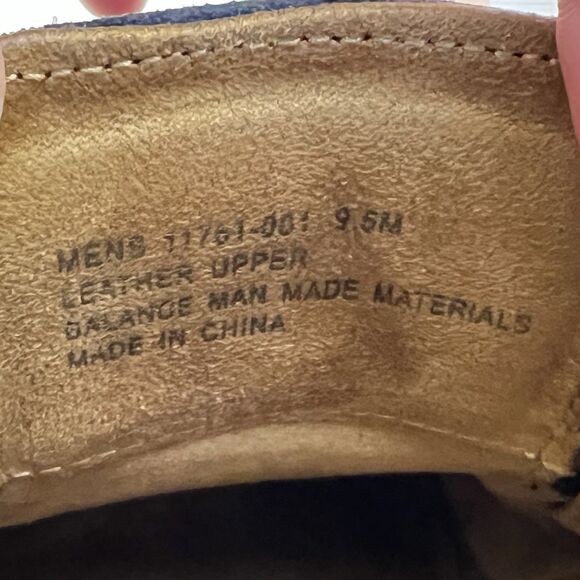 MENS 11761-001 9.5M
LEATHER UPPER
BALANCE MAN MADE MATERIALS
MADE IN CHINA